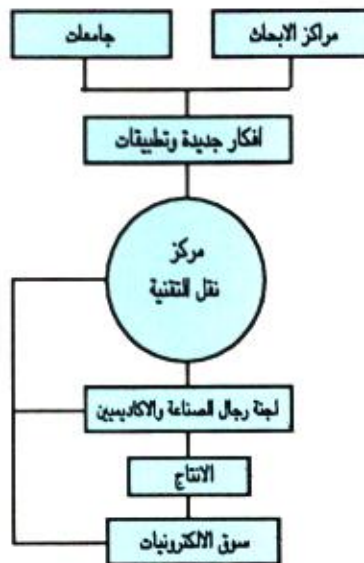 مراكز الابحاث
جامعات
افكار جديدة وتطبيقات
مركز
نقل التقنية
لجنة رجال الصناعة والاكاديميين
الانتاج
سوق الالكترونيات